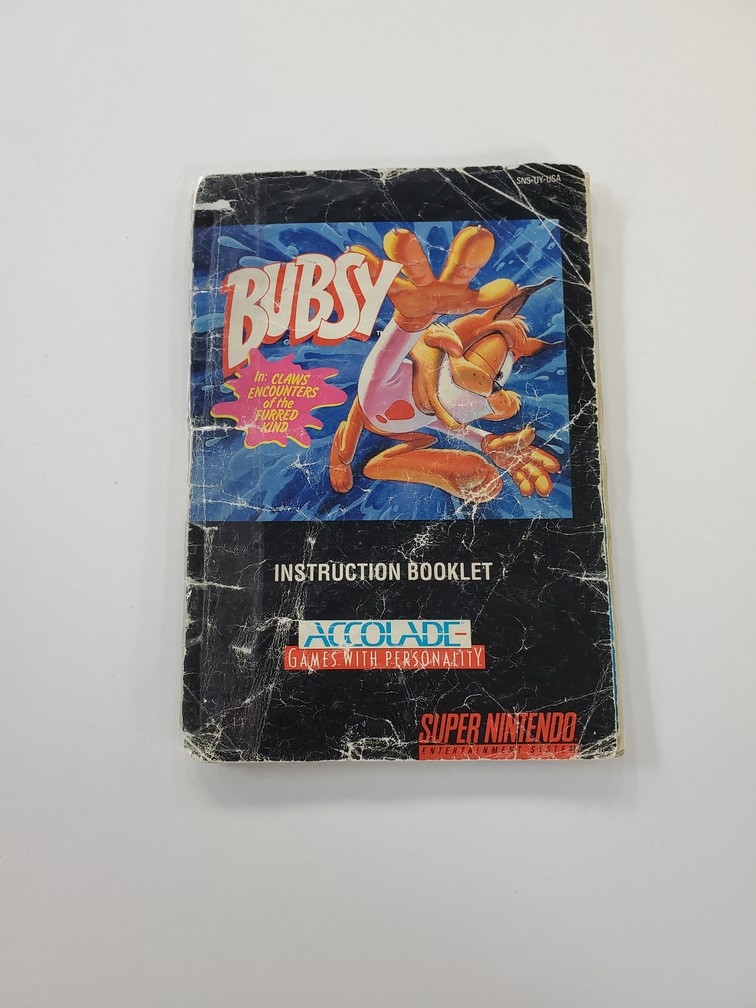 SNS-UY-USA
BUBSY
TM
In: CLAWS
ENCOUNTERS
of the
FURRED
KIND
INSTRUCTION BOOKLET
ACCOLADE
GAMES WITH PERSONALITY
SUPER NINTENDO
ENTERTAINMENT SYSTEM